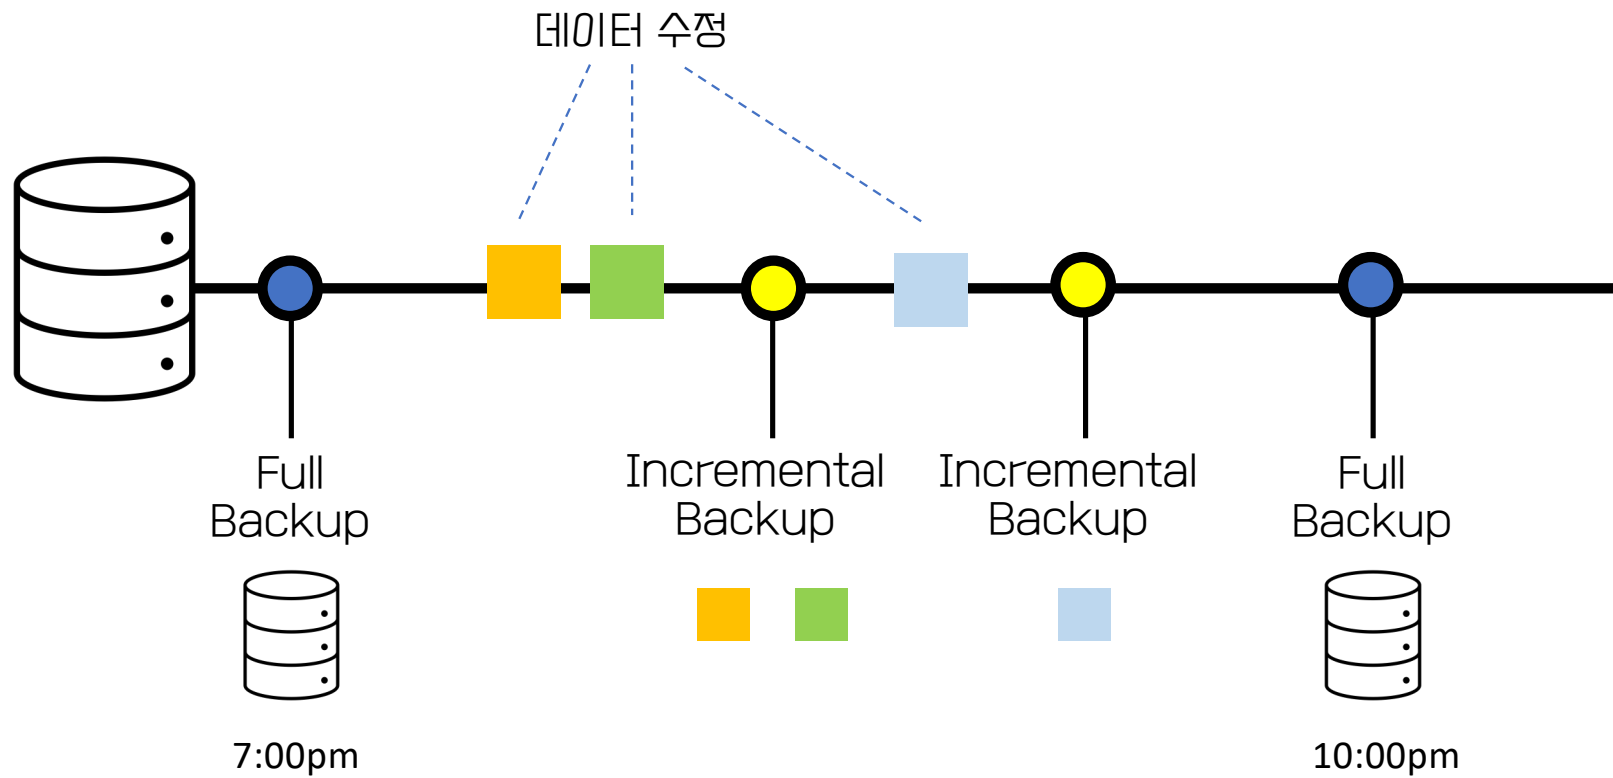 데이터 수정
Full
Backup
Incremental
Backup
Incremental
Backup
Full
Backup
7:00pm
10:00pm